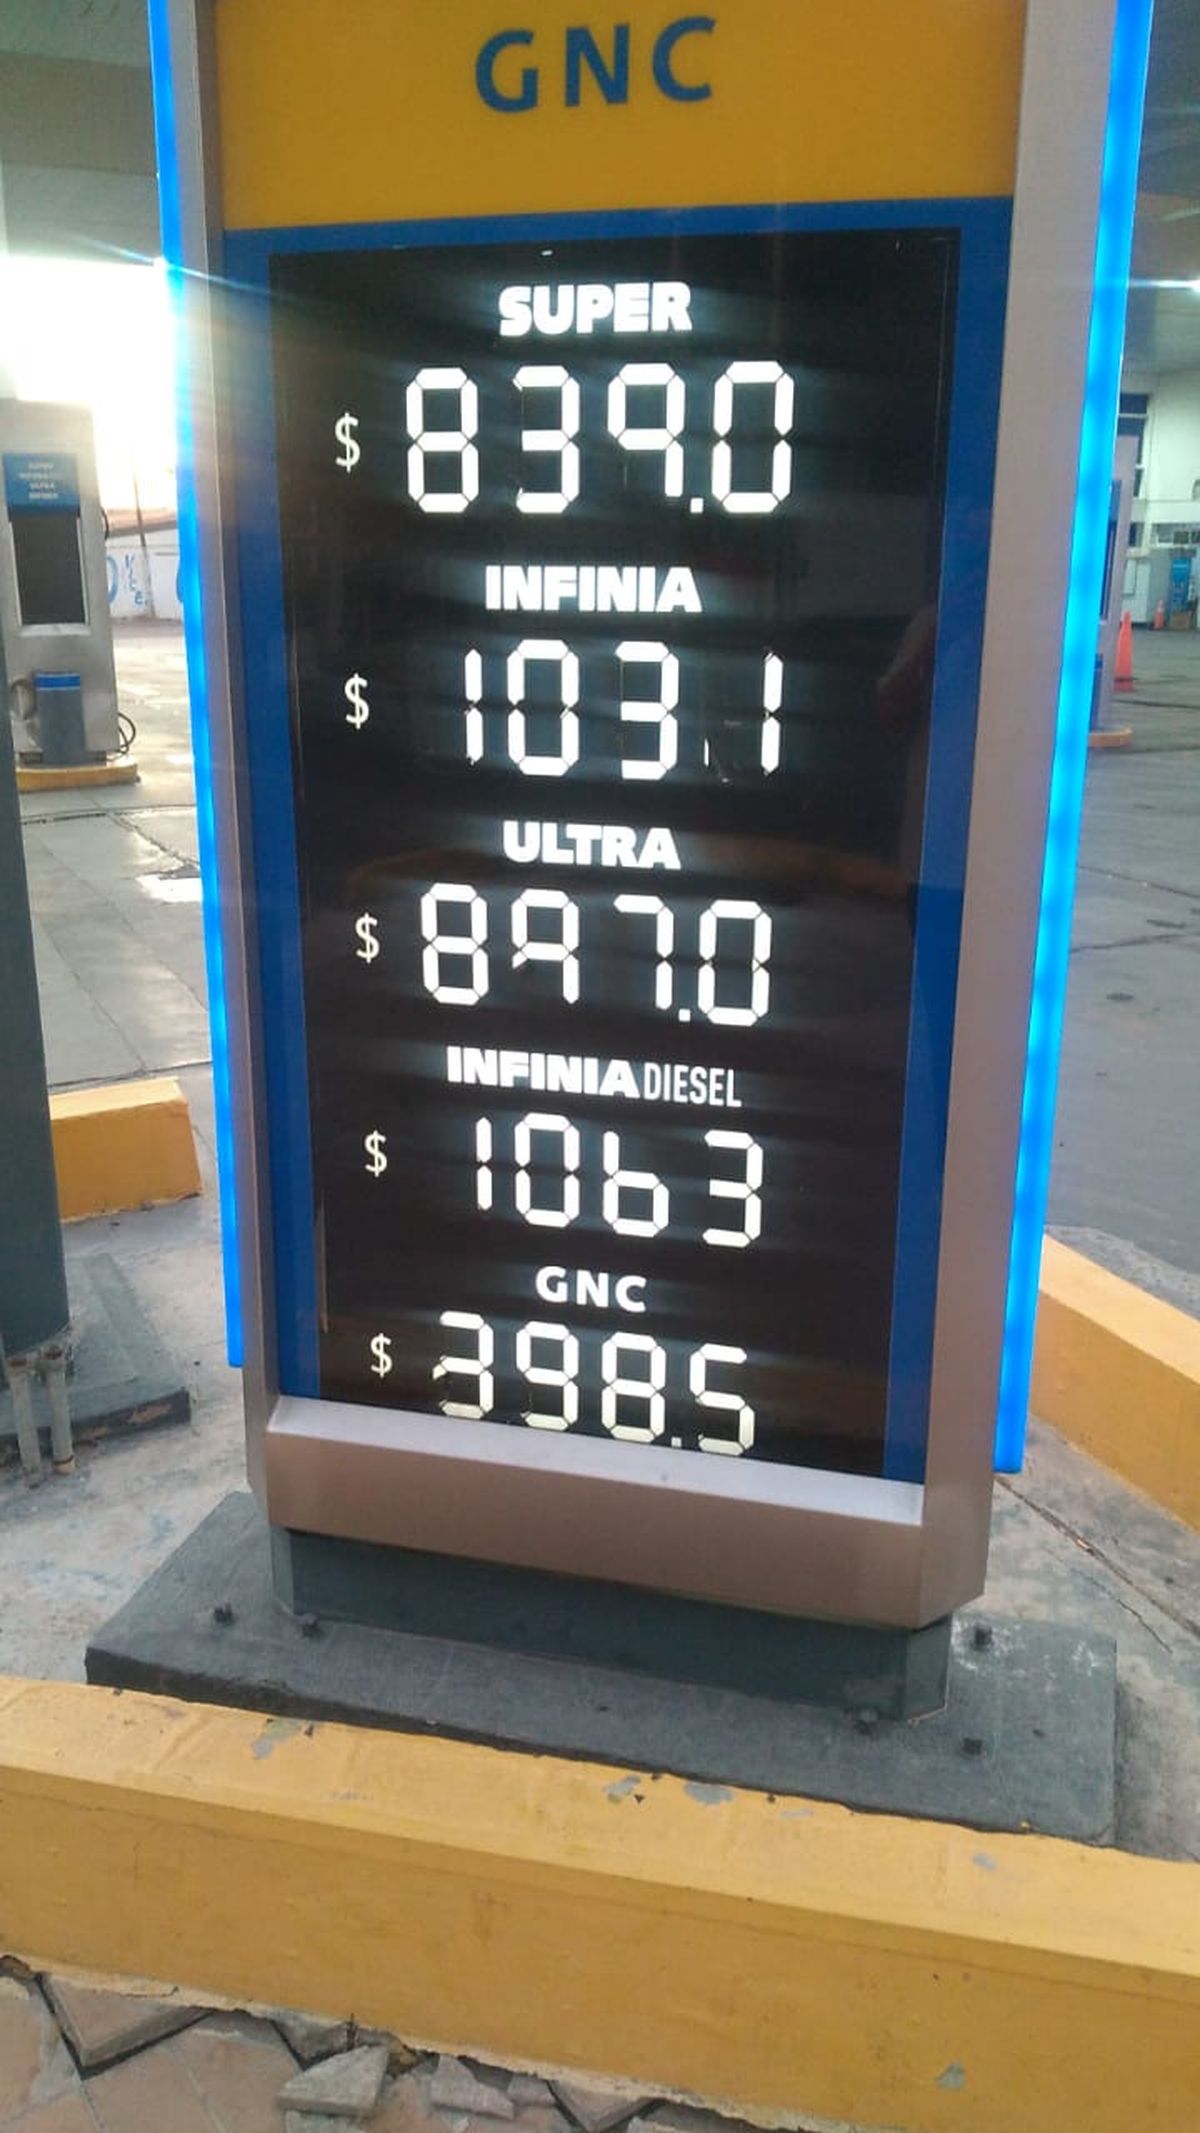 GNC
SUPER
$ 839.0
INFINIA
$ 1031
ULTRA
$ 897.0
INFINIA DIESEL
$ 1063
GNC
$ 398.5